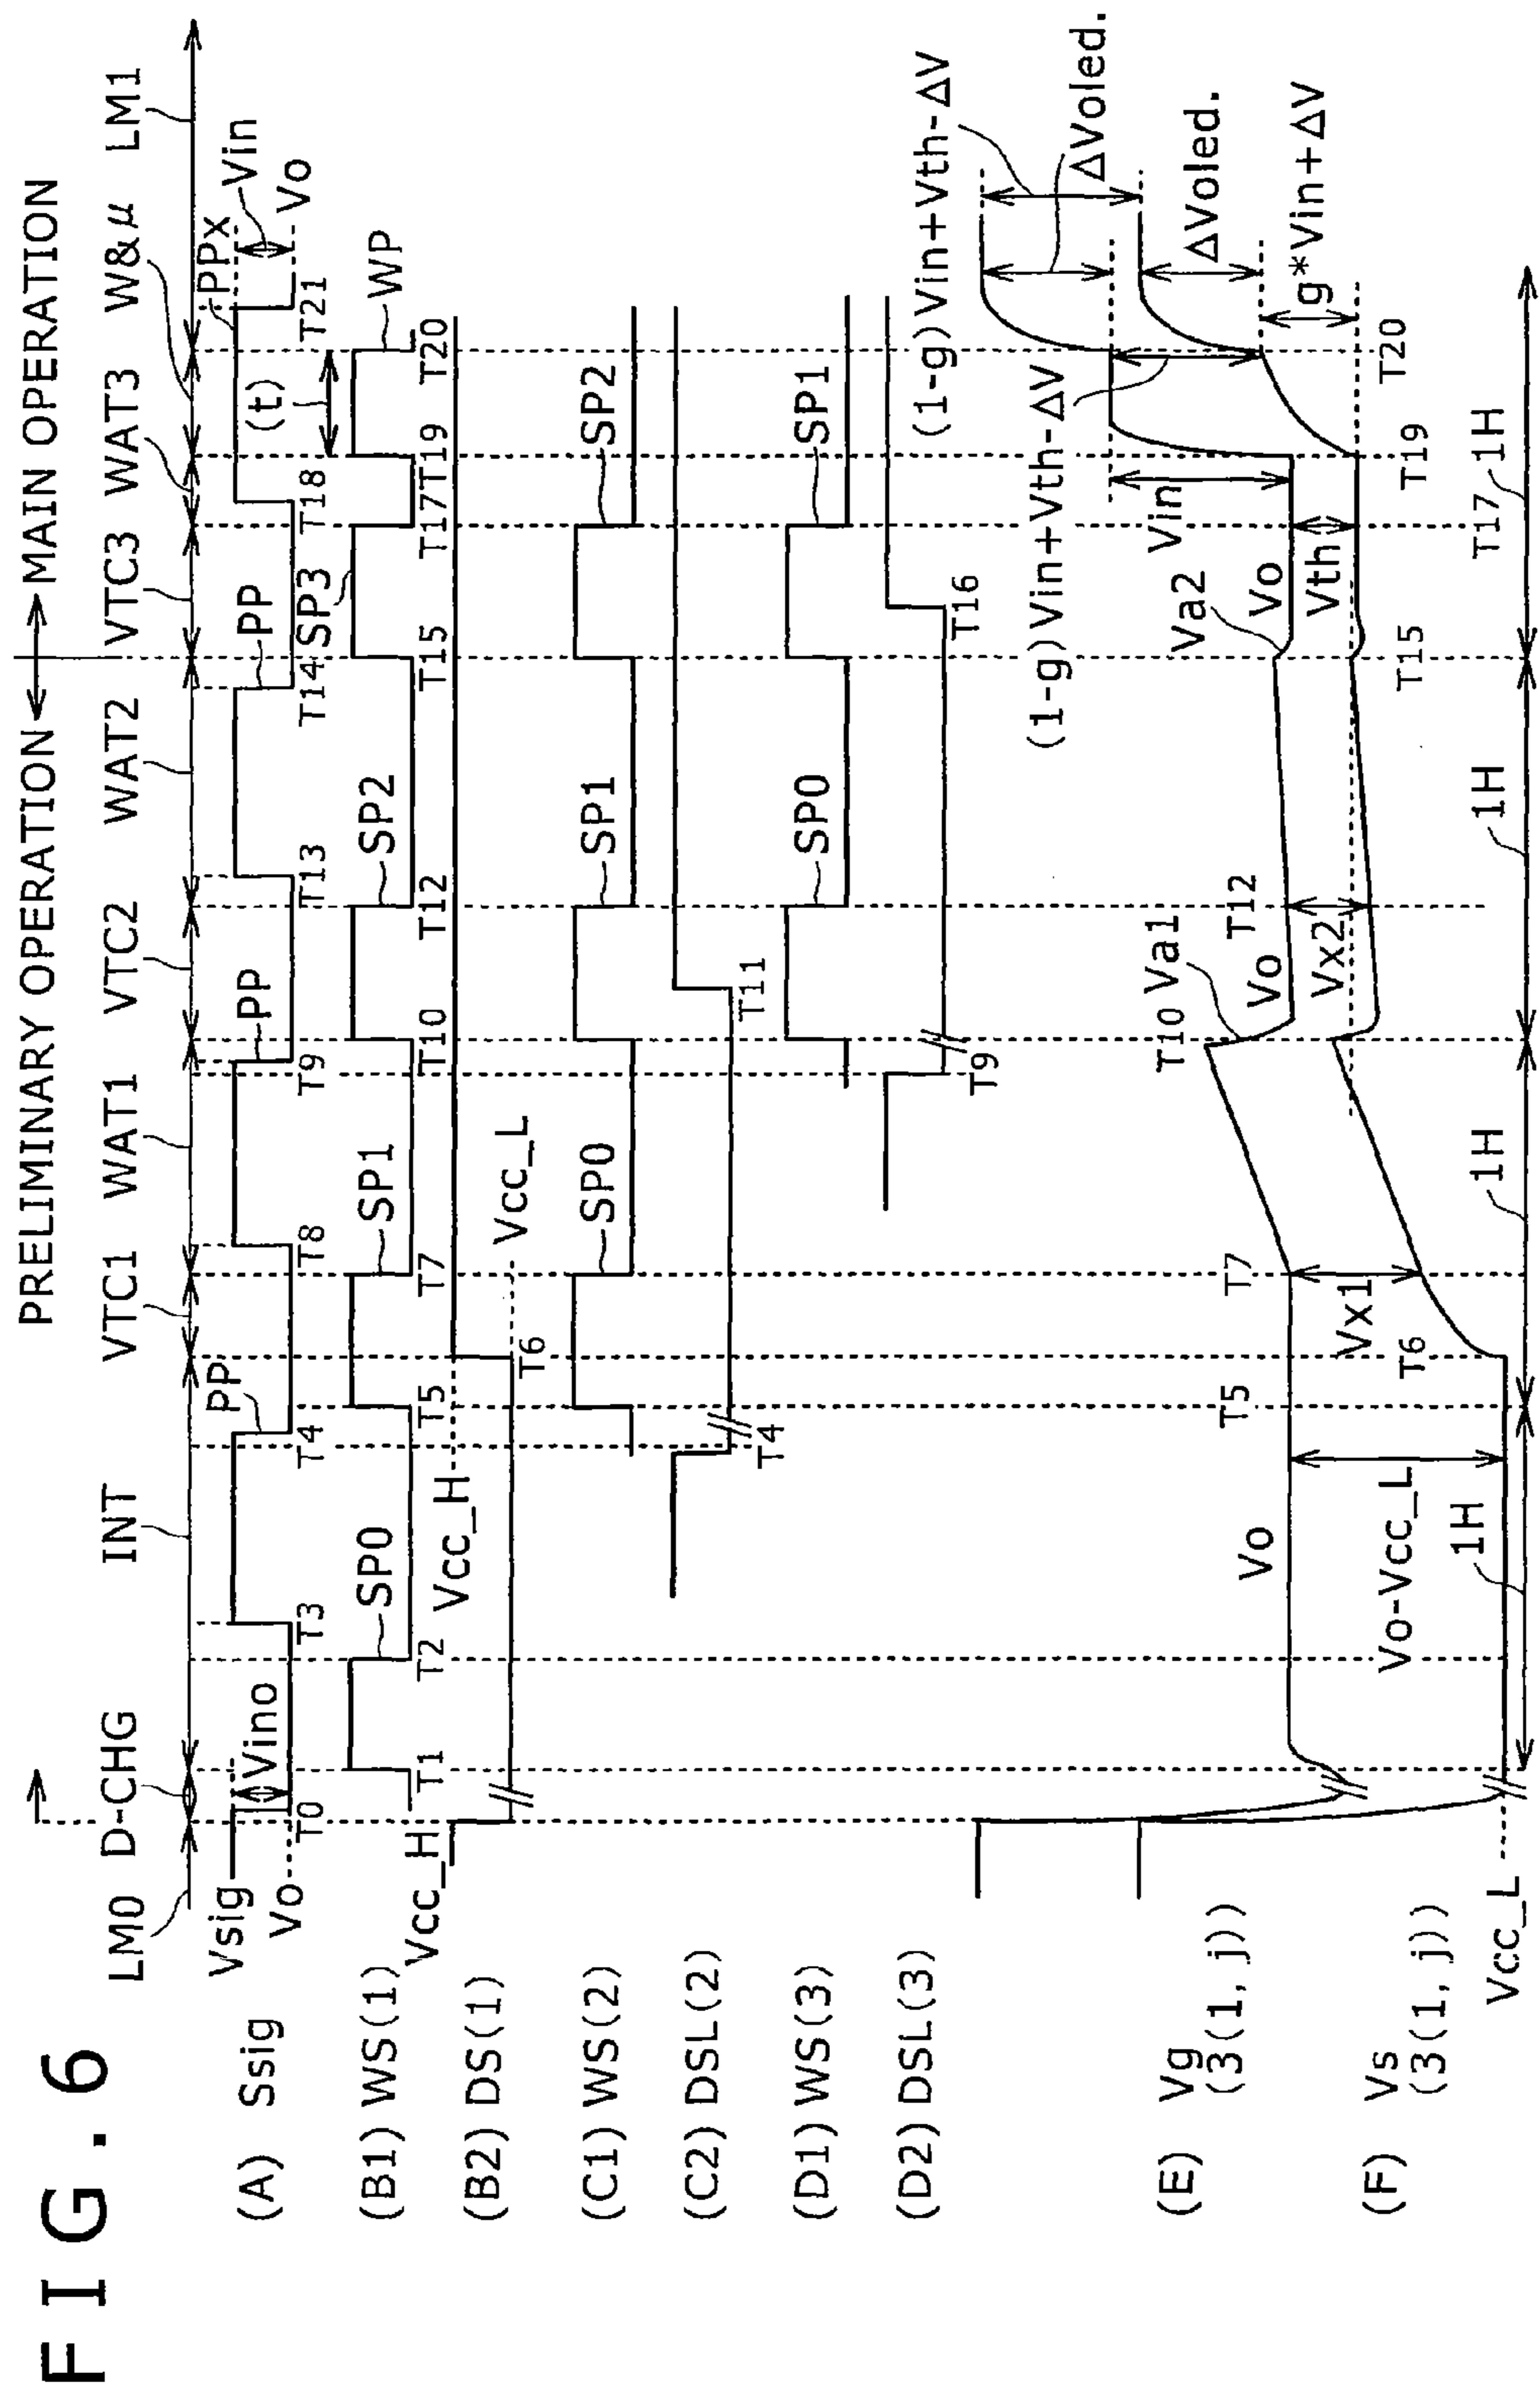 FIG. 6
PRELIMINARY OPERATION MAIN OPERATION
LM0 D-CHG INT VTC1 WAT1 VTC2 WAT2 VTC3 WAT3 W&μ LM1
(A) Ssig
Vsig
Vo
Vino
PP PP PP PPx
Vin
Vo
T0 T3 T4 T8 T9 T13 T14 T18 T21
(B1) WS(1)
SP0 SP1 SP2 SP3 (t) WP
T1 T2 T5 T7 T10 T12 T15 T17 T19 T20
(B2) DS(1)
Vcc_H
Vcc_H
T6
Vcc_L
(C1) WS(2)
SP0 SP1 SP2
(C2) DSL(2)
T4 T11
(D1) WS(3)
SP0 SP1
(D2) DSL(3)
T9 T16
(1-g)Vin+Vth-ΔV
(1-g)Vin+Vth-ΔV
ΔVoled.
ΔVoled.
g*Vin+ΔV
(E) Vg
(3(1,j))
Vo T5 T7 T10 Va1 Vo T12 Va2 Vo Vin
(F) Vs
(3(1,j))
Vo-Vcc_L Vx1 Vx2 Vth
T6 T15 T19 T20
T17
Vcc_L
1H 1H 1H 1H